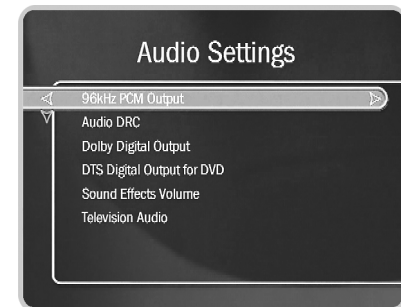 Audio Settings
96kHz PCM Output
Audio DRC
Dolby Digital Output
DTS Digital Output for DVD
Sound Effects Volume
Television Audio